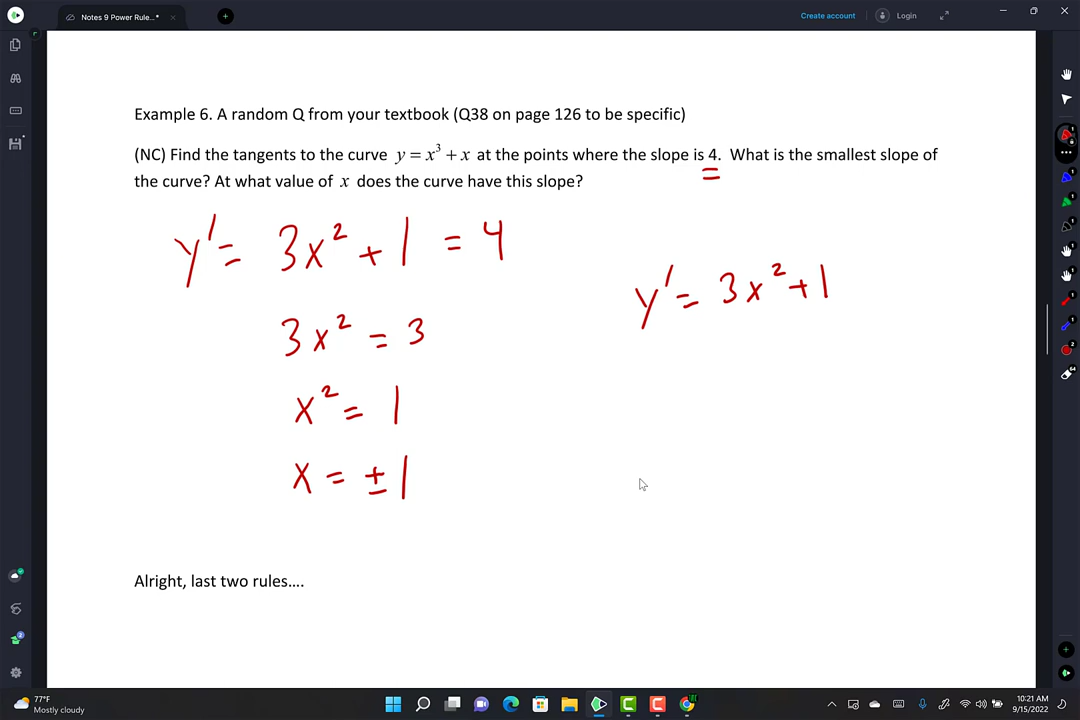 Notes 9 Power Rule...*
Create account
Login
Example 6. A random Q from your textbook (Q38 on page 126 to be specific)
(NC) Find the tangents to the curve y = x³ + x at the points where the slope is 4. What is the smallest slope of
the curve? At what value of x does the curve have this slope?
y' = 3x² + 1 = 4
y' = 3x² + 1
3x² = 3
x² = 1
x = ± 1
Alright, last two rules....
77°F
Mostly cloudy
10:21 AM
9/15/2022